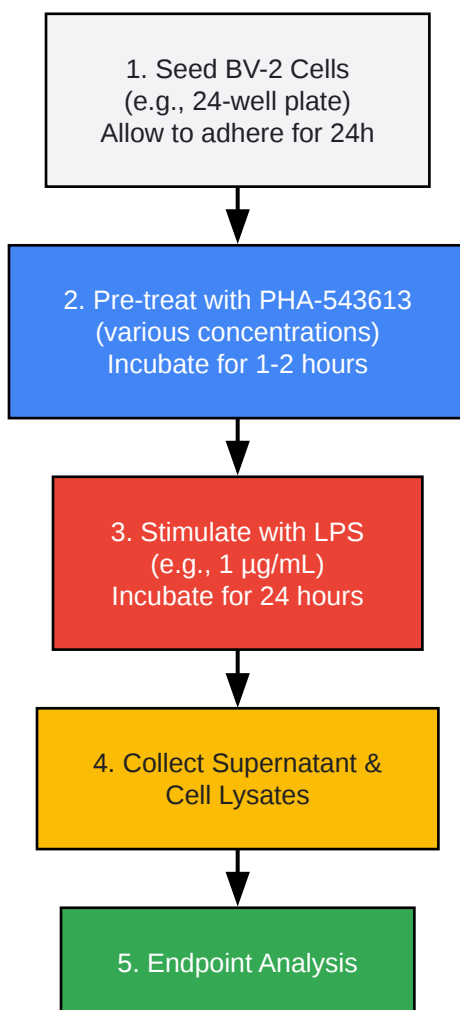 1. Seed BV-2 Cells
(e.g., 24-well plate)
Allow to adhere for 24h
2. Pre-treat with PHA-543613
(various concentrations)
Incubate for 1-2 hours
3. Stimulate with LPS
(e.g., 1 µg/mL)
Incubate for 24 hours
4. Collect Supernatant &
Cell Lysates
5. Endpoint Analysis